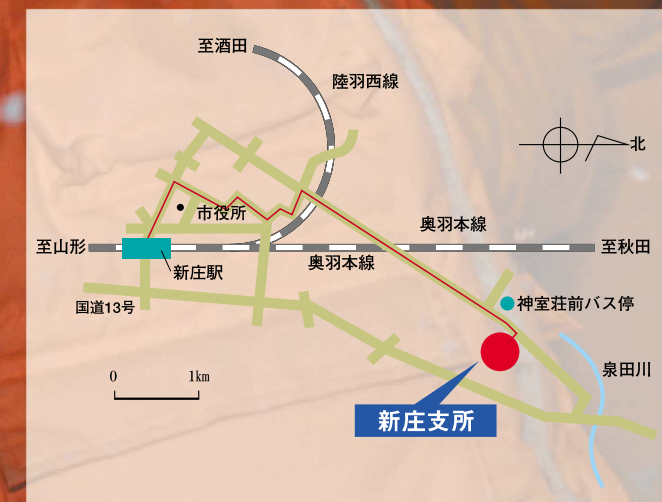 至酒田
陸羽西線
北
市役所
奥羽本線
至山形
至秋田
奥羽本線
新庄駅
国道13号
神室荘前バス停
泉田川
0 1km
新庄支所